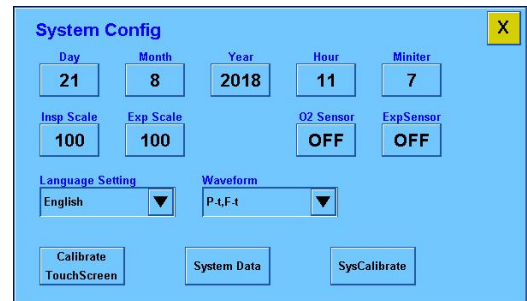 System Config
X
Day Month Year Hour Miniter
21 8 2018 11 7
Insp Scale Exp Scale O2 Sensor ExpSensor
100 100 OFF OFF
Language Setting Waveform
English P-t,F-t
Calibrate
TouchScreen
System Data
SysCalibrate